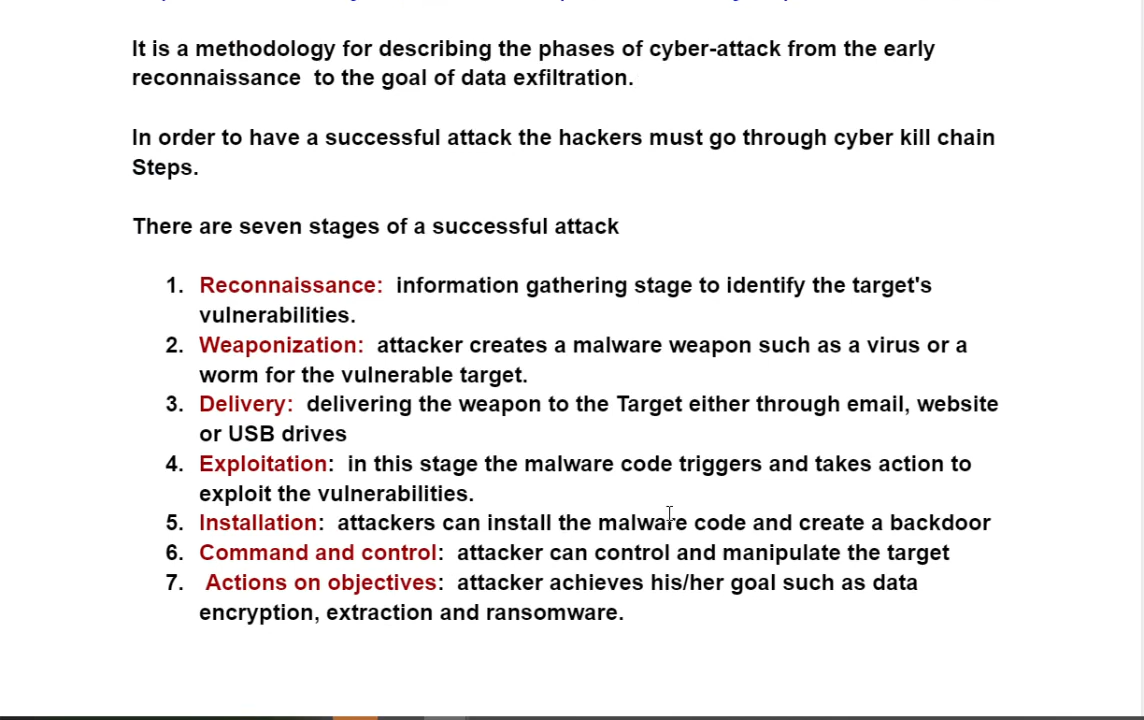 It is a methodology for describing the phases of cyber-attack from the early
reconnaissance  to the goal of data exfiltration.
In order to have a successful attack the hackers must go through cyber kill chain
Steps.
There are seven stages of a successful attack
1. Reconnaissance:  information gathering stage to identify the target's
vulnerabilities.
2. Weaponization:  attacker creates a malware weapon such as a virus or a
worm for the vulnerable target.
3. Delivery:  delivering the weapon to the Target either through email, website
or USB drives
4. Exploitation:  in this stage the malware code triggers and takes action to
exploit the vulnerabilities.
5. Installation:  attackers can install the malware code and create a backdoor
6. Command and control:  attacker can control and manipulate the target
7.  Actions on objectives:  attacker achieves his/her goal such as data
encryption, extraction and ransomware.